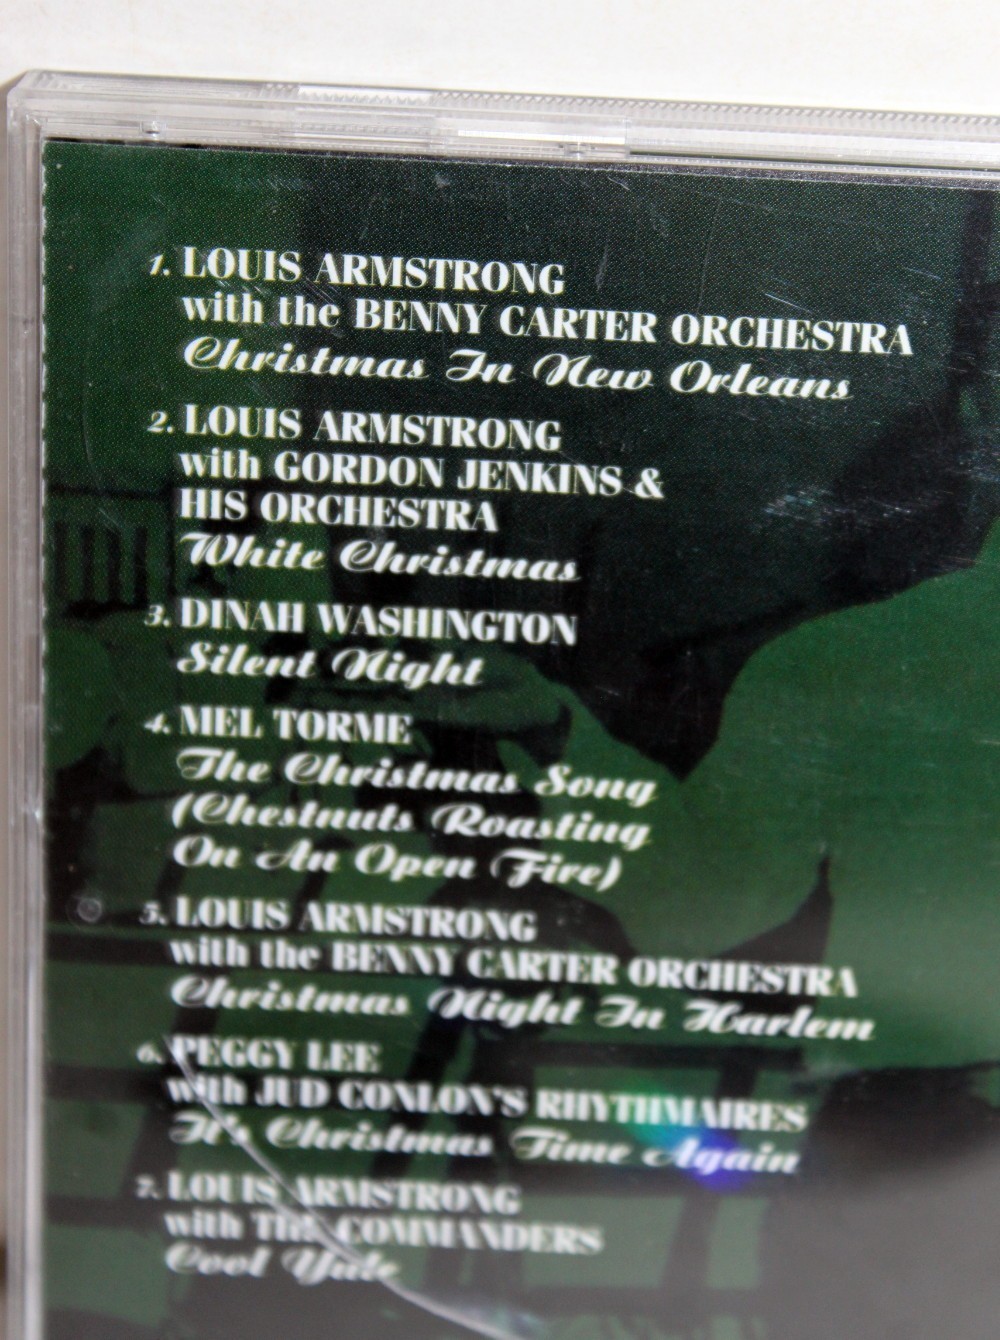 1. LOUIS ARMSTRONG
with the BENNY CARTER ORCHESTRA
Christmas In New Orleans
2. LOUIS ARMSTRONG
with GORDON JENKINS &
HIS ORCHESTRA
White Christmas
3. DINAH WASHINGTON
Silent Night
4. MEL TORME
The Christmas Song
(Chestnuts Roasting
On An Open Fire)
5. LOUIS ARMSTRONG
with the BENNY CARTER ORCHESTRA
Christmas Night In Harlem
6. PEGGY LEE
with JUD CONLON'S RHYTHMAIRES
It's Christmas Time Again
7. LOUIS ARMSTRONG
with THE COMMANDERS
Cool Yule